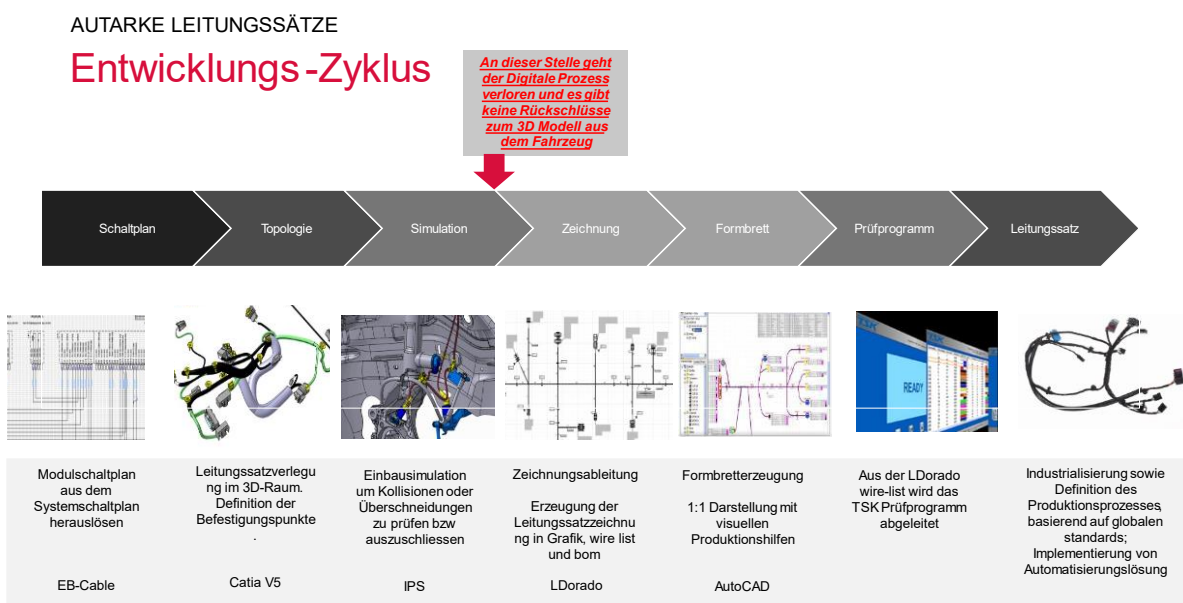 AUTARKE LEITUNGSSÄTZE
Entwicklungs-Zyklus
An dieser Stelle geht
der Digitale Prozess
verloren und es gibt
keine Rückschlüsse
zum 3D Modell aus
dem Fahrzeug
Schaltplan
Topologie
Simulation
Zeichnung
Formbrett
Prüfprogramm
Leitungssatz
TSK
READY
Modulschaltplan
aus dem
Systemschaltplan
herauslösen
EB-Cable
Leitungssatzverlegu
ng im 3D-Raum.
Definition der
Befestigungspunkte
.
Catia V5
Einbausimulation
um Kollisionen oder
Überschneidungen
zu prüfen bzw
auszuschliessen
IPS
Zeichnungsableitung
Erzeugung der
Leitungssatzzeichnu
ng in Grafik, wire list
und bom
LDorado
Formbretterzeugung
1:1 Darstellung mit
visuellen
Produktionshilfen
AutoCAD
Aus der LDorado
wire-list wird das
TSK Prüfprogramm
abgeleitet
Industrialisierung sowie
Definition des
Produktionsprozesses,
basierend auf globalen
standards;
Implementierung von
Automatisierungslösung